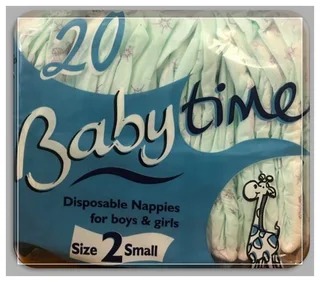 20
Babytime
Disposable Nappies
for boys & girls
Size 2 Small